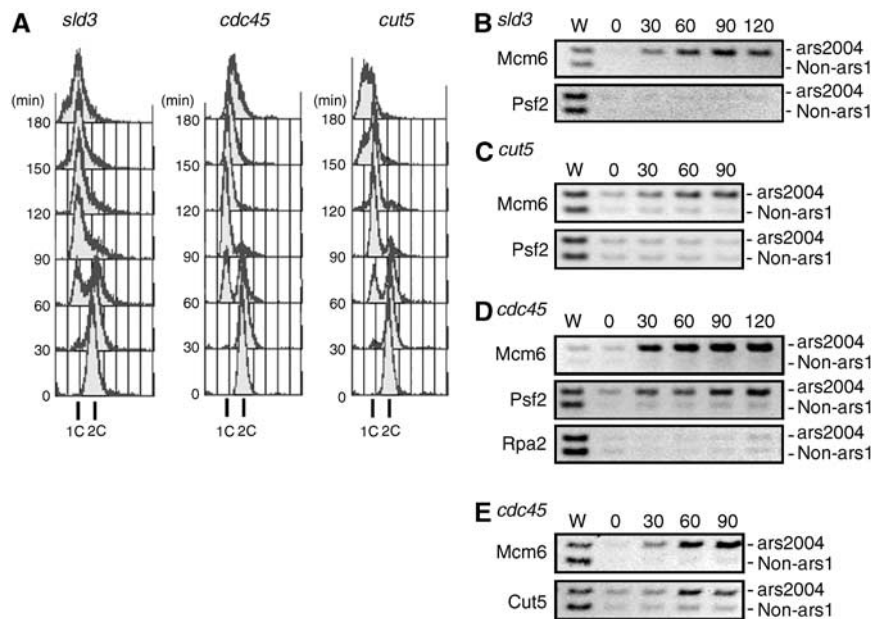 A
sld3 cdc45 cut5
(min) (min) (min)
180 180 180
150 150 150
120 120 120
90 90 90
60 60 60
30 30 30
0 0 0
1C 2C 1C 2C 1C 2C
B sld3
W 0 30 60 90 120
Mcm6 - ars2004
- Non-ars1
Psf2 - ars2004
- Non-ars1
C cut5
W 0 30 60 90
Mcm6 - ars2004
- Non-ars1
Psf2 - ars2004
- Non-ars1
D cdc45
W 0 30 60 90 120
Mcm6 - ars2004
- Non-ars1
Psf2 - ars2004
- Non-ars1
Rpa2 - ars2004
- Non-ars1
E cdc45
W 0 30 60 90
Mcm6 - ars2004
- Non-ars1
Cut5 - ars2004
- Non-ars1